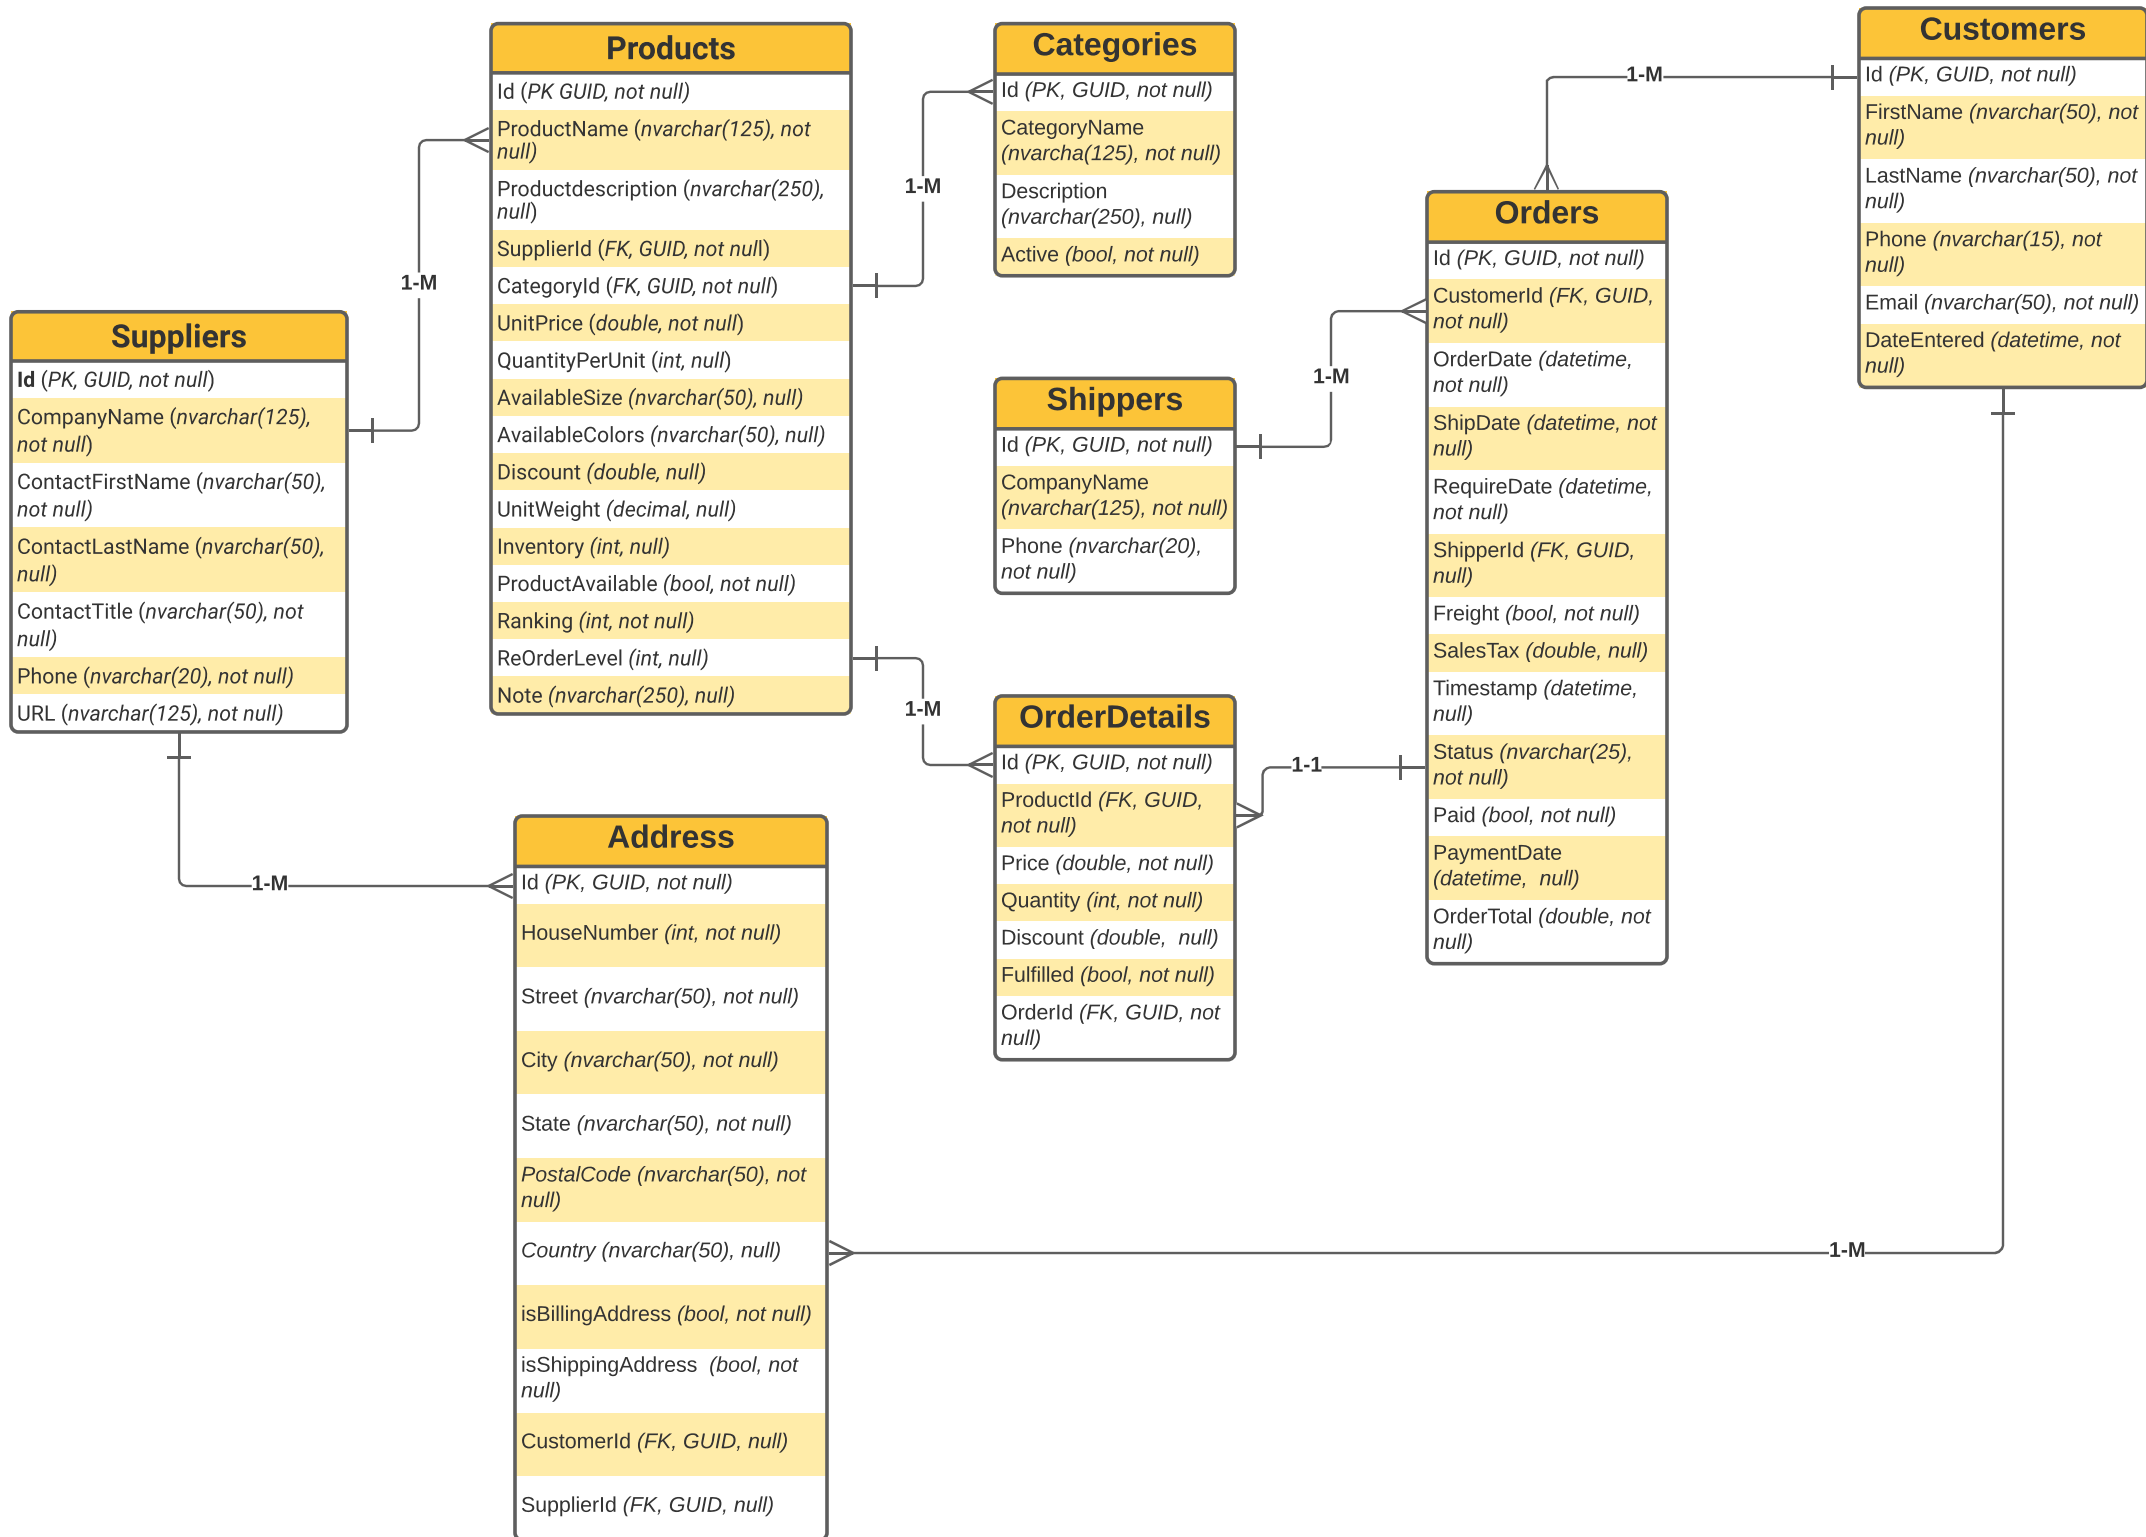 Suppliers
Id (PK, GUID, not null)
CompanyName (nvarchar(125),
not null)
ContactFirstName (nvarchar(50),
not null)
ContactLastName (nvarchar(50),
null)
ContactTitle (nvarchar(50), not
null)
Phone (nvarchar(20), not null)
URL (nvarchar(125), not null)
1-M
1-M
Products
Id (PK GUID, not null)
ProductName (nvarchar(125), not
null)
Productdescription (nvarchar(250),
null)
SupplierId (FK, GUID, not null)
CategoryId (FK, GUID, not null)
UnitPrice (double, not null)
QuantityPerUnit (int, null)
AvailableSize (nvarchar(50), null)
AvailableColors (nvarchar(50), null)
Discount (double, null)
UnitWeight (decimal, null)
Inventory (int, null)
ProductAvailable (bool, not null)
Ranking (int, not null)
ReOrderLevel (int, null)
Note (nvarchar(250), null)
Address
Id (PK, GUID, not null)
HouseNumber (int, not null)
Street (nvarchar(50), not null)
City (nvarchar(50), not null)
State (nvarchar(50), not null)
PostalCode (nvarchar(50), not
null)
Country (nvarchar(50), null)
isBillingAddress (bool, not null)
isShippingAddress  (bool, not
null)
CustomerId (FK, GUID, null)
SupplierId (FK, GUID, null)
1-M
1-M
Categories
Id (PK, GUID, not null)
CategoryName
(nvarcha(125), not null)
Description
(nvarchar(250), null)
Active (bool, not null)
Shippers
Id (PK, GUID, not null)
CompanyName
(nvarchar(125), not null)
Phone (nvarchar(20),
not null)
OrderDetails
Id (PK, GUID, not null)
ProductId (FK, GUID,
not null)
Price (double, not null)
Quantity (int, not null)
Discount (double,  null)
Fulfilled (bool, not null)
OrderId (FK, GUID, not
null)
1-M
1-1
1-M
Orders
Id (PK, GUID, not null)
CustomerId (FK, GUID,
not null)
OrderDate (datetime,
not null)
ShipDate (datetime, not
null)
RequireDate (datetime,
not null)
ShipperId (FK, GUID,
null)
Freight (bool, not null)
SalesTax (double, null)
Timestamp (datetime,
null)
Status (nvarchar(25),
not null)
Paid (bool, not null)
PaymentDate
(datetime,  null)
OrderTotal (double, not
null)
Customers
Id (PK, GUID, not null)
FirstName (nvarchar(50), not
null)
LastName (nvarchar(50), not
null)
Phone (nvarchar(15), not
null)
Email (nvarchar(50), not null)
DateEntered (datetime, not
null)
1-M